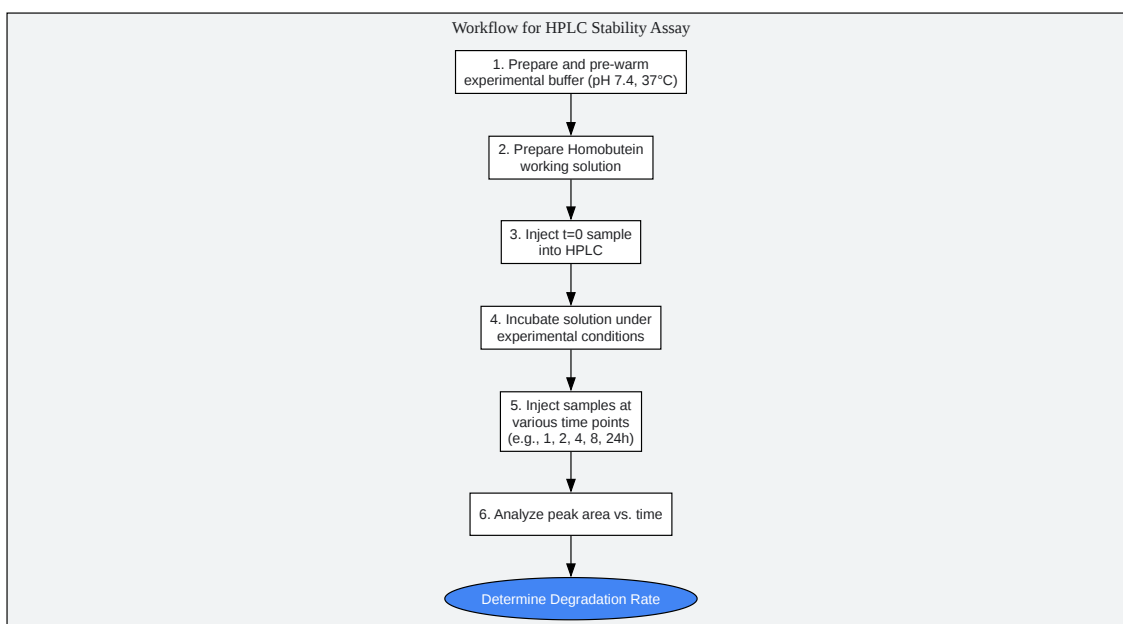 Workflow for HPLC Stability Assay
1. Prepare and pre-warm
experimental buffer (pH 7.4, 37°C)
2. Prepare Homobutein
working solution
3. Inject t=0 sample
into HPLC
4. Incubate solution under
experimental conditions
5. Inject samples at
various time points
(e.g., 1, 2, 4, 8, 24h)
6. Analyze peak area vs. time
Determine Degradation Rate